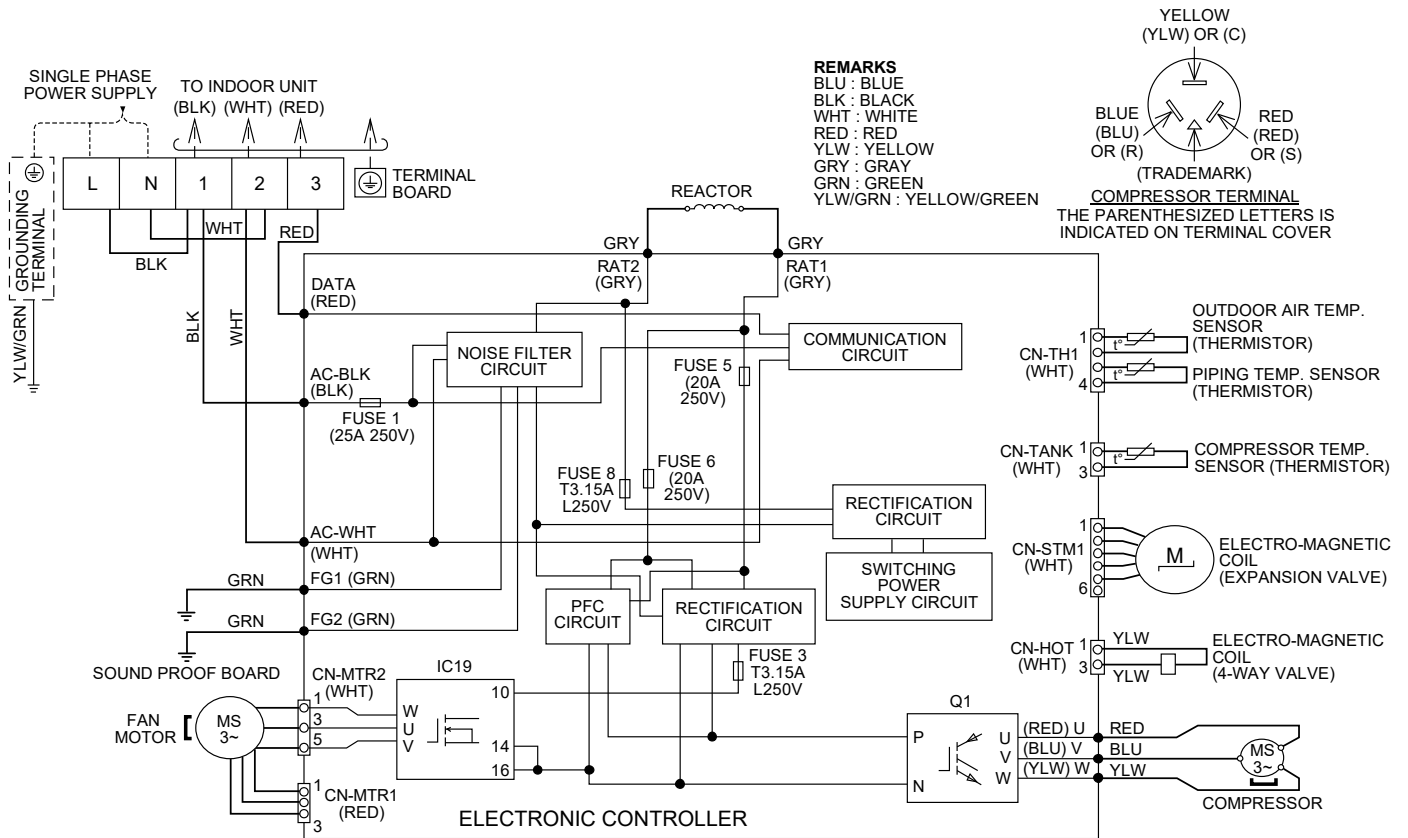 SINGLE PHASE
POWER SUPPLY
TO INDOOR UNIT
(BLK) (WHT) (RED)
L
N
1
2
3
TERMINAL
BOARD
GROUNDING
TERMINAL
YLW/GRN
WHT
BLK
RED
BLK
WHT
REMARKS
BLU : BLUE
BLK : BLACK
WHT : WHITE
RED : RED
YLW : YELLOW
GRY : GRAY
GRN : GREEN
YLW/GRN : YELLOW/GREEN
YELLOW
(YLW) OR (C)
BLUE
(BLU)
OR (R)
RED
(RED)
OR (S)
(TRADEMARK)
COMPRESSOR TERMINAL
THE PARENTHESIZED LETTERS IS
INDICATED ON TERMINAL COVER
REACTOR
GRY
GRY
RAT2
(GRY)
RAT1
(GRY)
DATA
(RED)
NOISE FILTER
CIRCUIT
COMMUNICATION
CIRCUIT
AC-BLK
(BLK)
FUSE 1
(25A 250V)
FUSE 5
(20A
250V)
FUSE 6
(20A
250V)
FUSE 8
T3.15A
L250V
RECTIFICATION
CIRCUIT
SWITCHING
POWER
SUPPLY CIRCUIT
AC-WHT
(WHT)
GRN
FG1 (GRN)
GRN
FG2 (GRN)
PFC
CIRCUIT
RECTIFICATION
CIRCUIT
FUSE 3
T3.15A
L250V
SOUND PROOF BOARD
CN-MTR2
(WHT)
1
3
5
FAN
MOTOR
MS
3~
W
U
V
IC19
10
14
16
1
CN-MTR1
(RED)
3
ELECTRONIC CONTROLLER
Q1
P
N
U
V
W
(RED) U
(BLU) V
(YLW) W
RED
BLU
YLW
MS
3~
COMPRESSOR
CN-TH1
(WHT)
1
4
t°
t°
OUTDOOR AIR TEMP.
SENSOR
(THERMISTOR)
PIPING TEMP. SENSOR
(THERMISTOR)
CN-TANK
(WHT)
1
3
t°
COMPRESSOR TEMP.
SENSOR (THERMISTOR)
CN-STM1
(WHT)
1
6
M
ELECTRO-MAGNETIC
COIL
(EXPANSION VALVE)
CN-HOT
(WHT)
1
3
YLW
YLW
ELECTRO-MAGNETIC
COIL
(4-WAY VALVE)